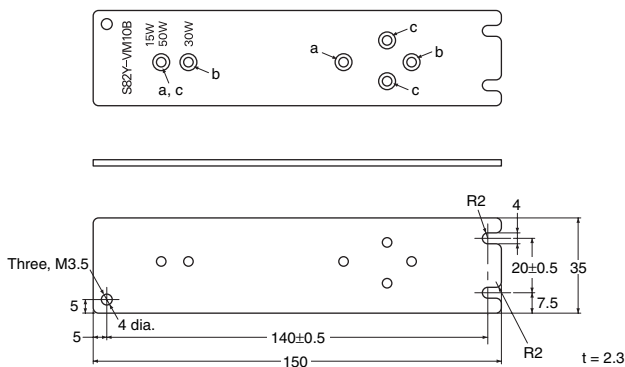 S82Y–VM10B
15W
50W
30W
a, c
b
a
c
b
c
R2
4
Three, M3.5
20±0.5
35
5
4 dia.
7.5
5
140±0.5
R2
150
t = 2.3